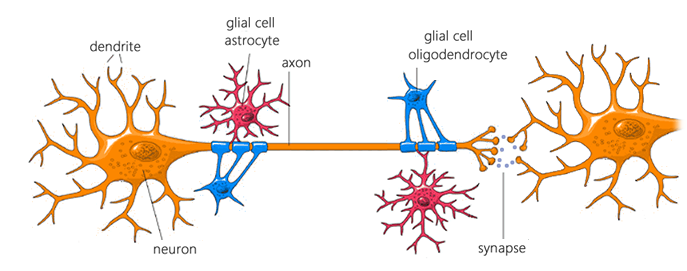 dendrite
glial cell
astrocyte
axon
glial cell
oligodendrocyte
neuron
synapse